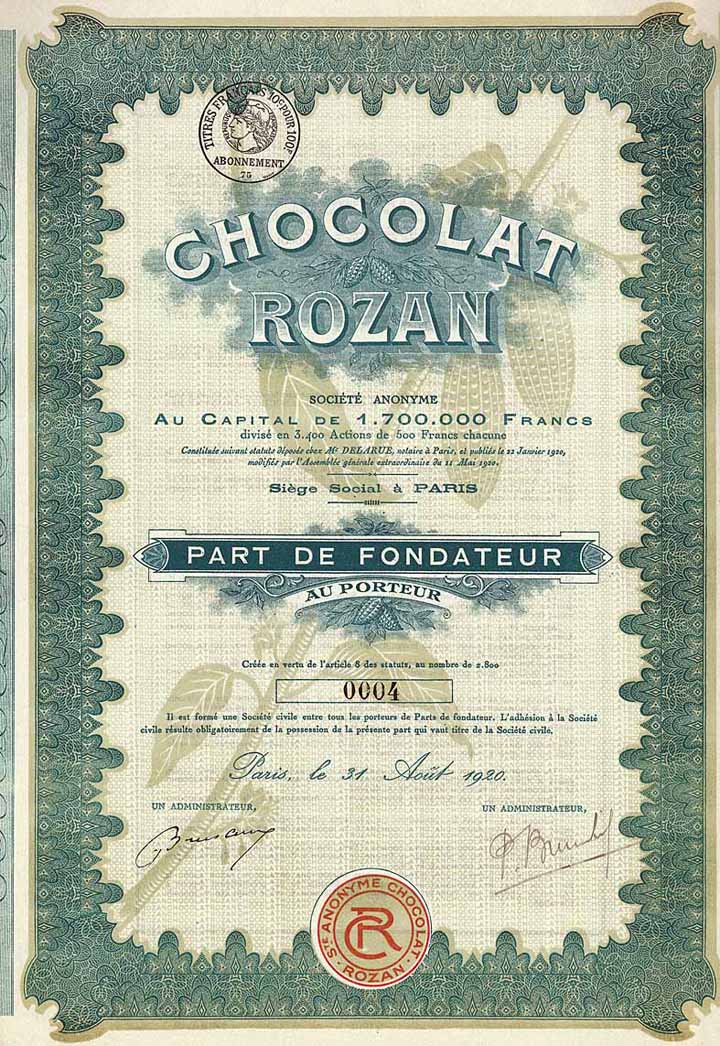 TITRES FRANÇAIS 10c POUR 100F
ABONNEMENT
75
CHOCOLAT
ROZAN
SOCIÉTÉ ANONYME
AU CAPITAL DE 1.700.000 FRANCS
divisé en 3.400 Actions de 500 Francs chacune
Constituée suivant statuts déposés chez Me DELARUE, notaire à Paris, et publiés le 22 Janvier 1920,
modifiés par l'Assemblée générale extraordinaire du 11 Mai 1920.
Siège Social à PARIS
PART DE FONDATEUR
AU PORTEUR
Créée en vertu de l'article 6 des statuts, au nombre de 2.800
0004
Il est formé une Société civile entre tous les porteurs de Parts de fondateur. L'adhésion à la Société
civile résulte obligatoirement de la possession de la présente part qui vaut titre de la Société civile.
Paris, le 31 Août 1920.
UN ADMINISTRATEUR, UN ADMINISTRATEUR,
STÉ ANONYME CHOCOLAT
RC
ROZAN